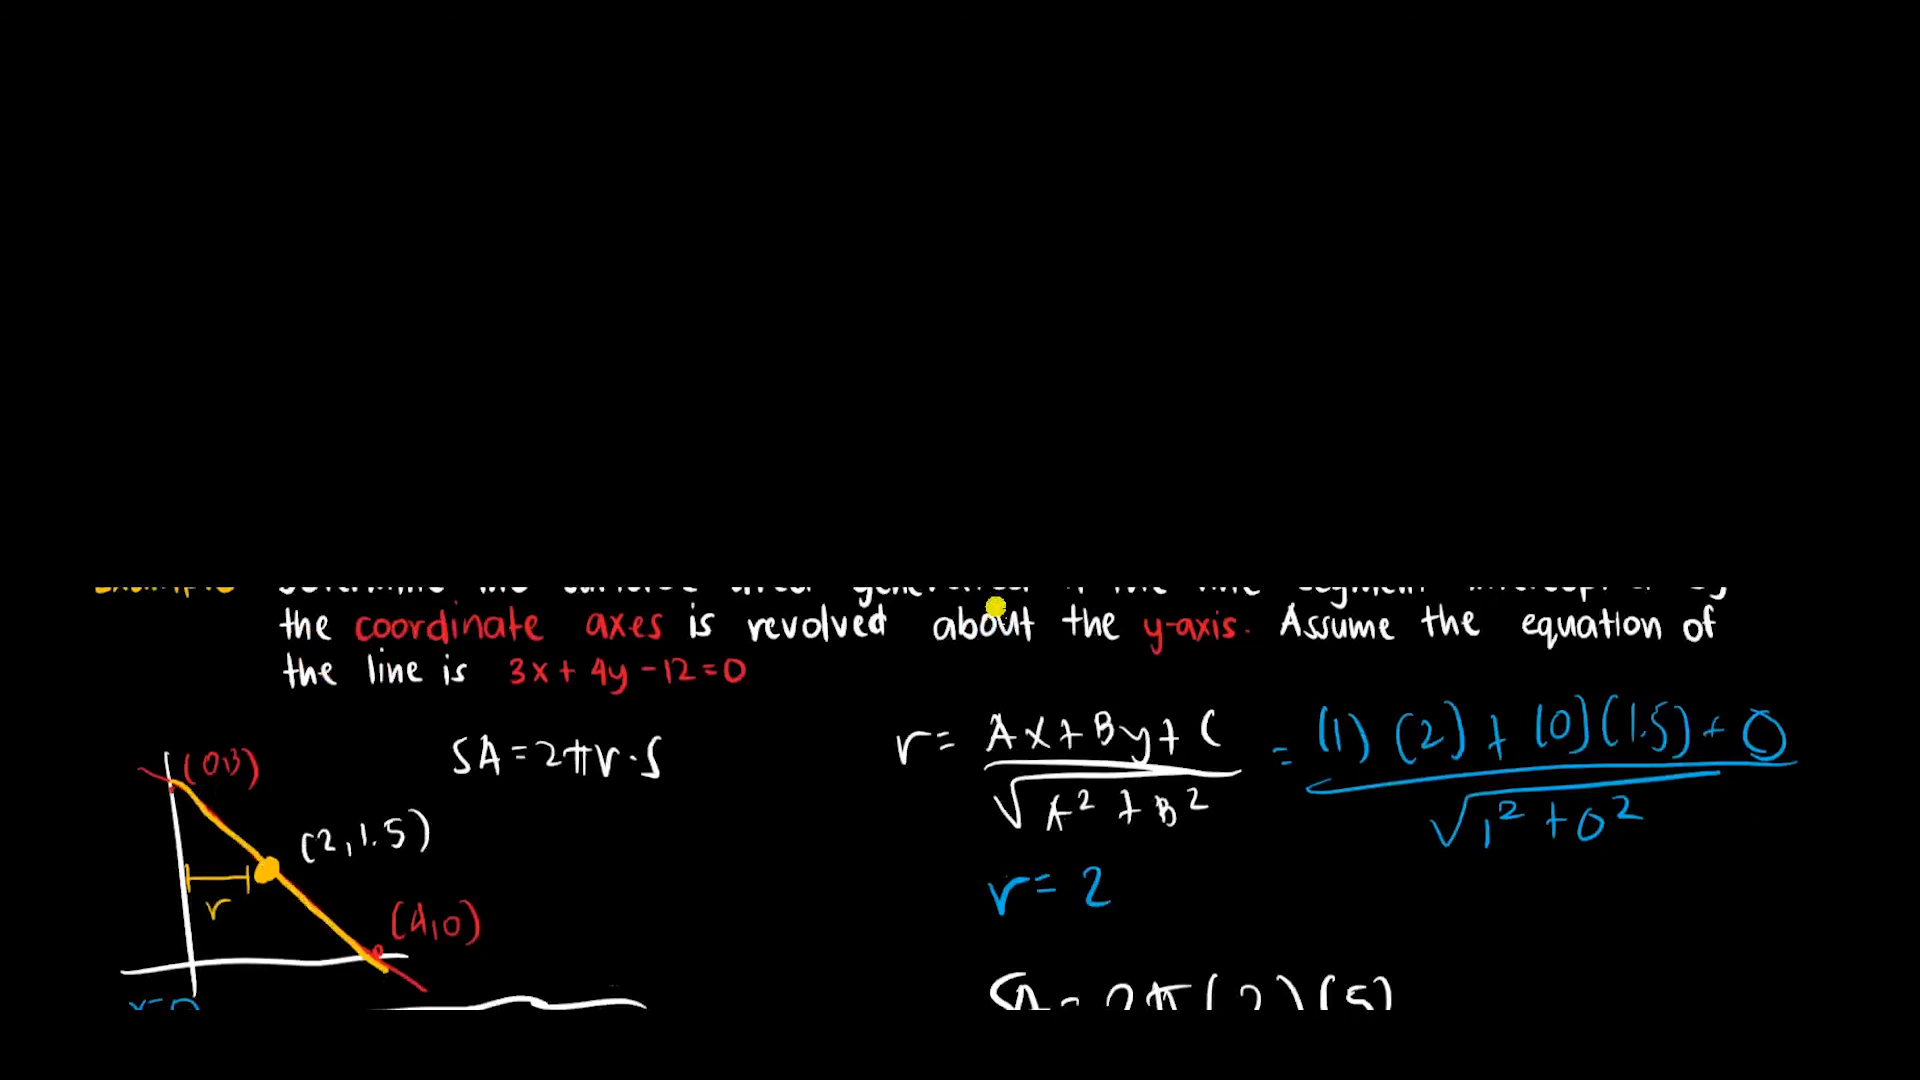 the coordinate axes is revolved about the y-axis. Assume the equation of
the line is 3x + 4y - 12 = 0
SA = 2πr · S
r = Ax + By + C / √A² + B² = (1)(2) + (0)(1.5) + 0 / √1² + 0²
(0,3)
(2, 1.5)
r
r = 2
(4,0)